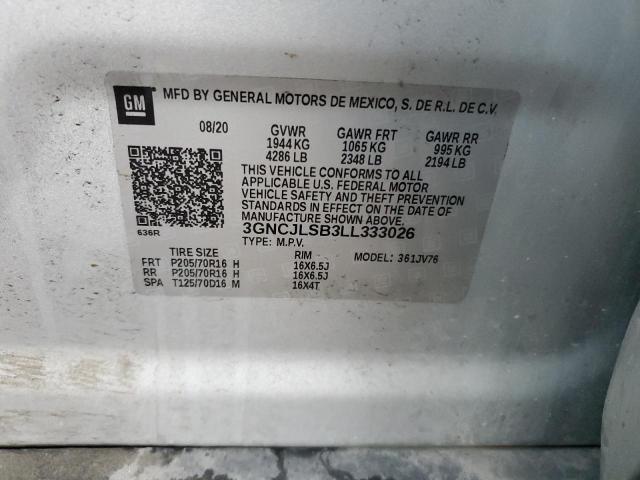 GM MFD BY GENERAL MOTORS DE MEXICO, S. DE R.L. DE C.V.
08/20 GVWR GAWR FRT GAWR RR
1944 KG 1065 KG 995 KG
4286 LB 2348 LB 2194 LB
THIS VEHICLE CONFORMS TO ALL
APPLICABLE U.S. FEDERAL MOTOR
VEHICLE SAFETY AND THEFT PREVENTION
STANDARDS IN EFFECT ON THE DATE OF
MANUFACTURE SHOWN ABOVE.
636R 3GNCJLSB3LL333026
TYPE: M.P.V. MODEL: 361JV76
TIRE SIZE RIM
FRT P205/70R16 H 16X6.5J
RR P205/70R16 H 16X6.5J
SPA T125/70D16 M 16X4T